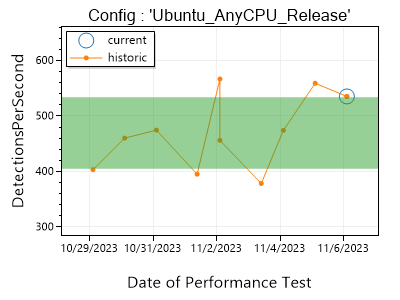 Config : 'Ubuntu_AnyCPU_Release'
current
historic
DetectionsPerSecond
600
500
400
300
10/29/2023 10/31/2023 11/2/2023 11/4/2023 11/6/2023
Date of Performance Test